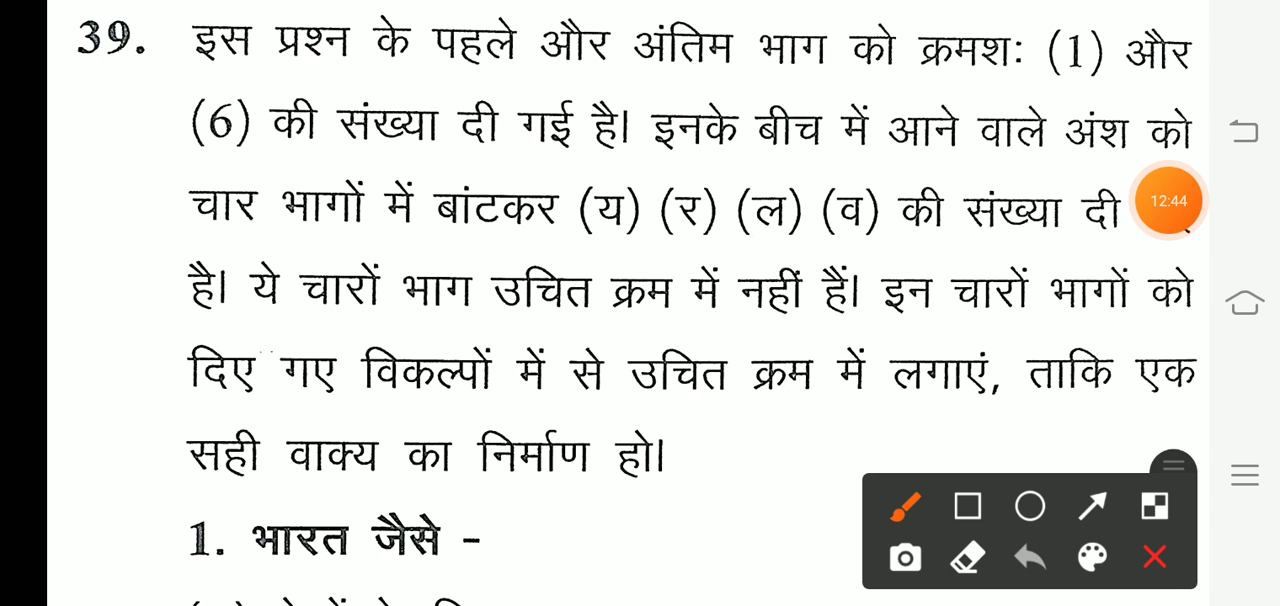 39. इस प्रश्न के पहले और अंतिम भाग को क्रमश: (1) और
(6) की संख्या दी गई है। इनके बीच में आने वाले अंश को
चार भागों में बांटकर (य) (र) (ल) (व) की संख्या दी
12:44
है। ये चारों भाग उचित क्रम में नहीं हैं। इन चारों भागों को
दिए गए विकल्पों में से उचित क्रम में लगाएं, ताकि एक
सही वाक्य का निर्माण हो।
1. भारत जैसे -